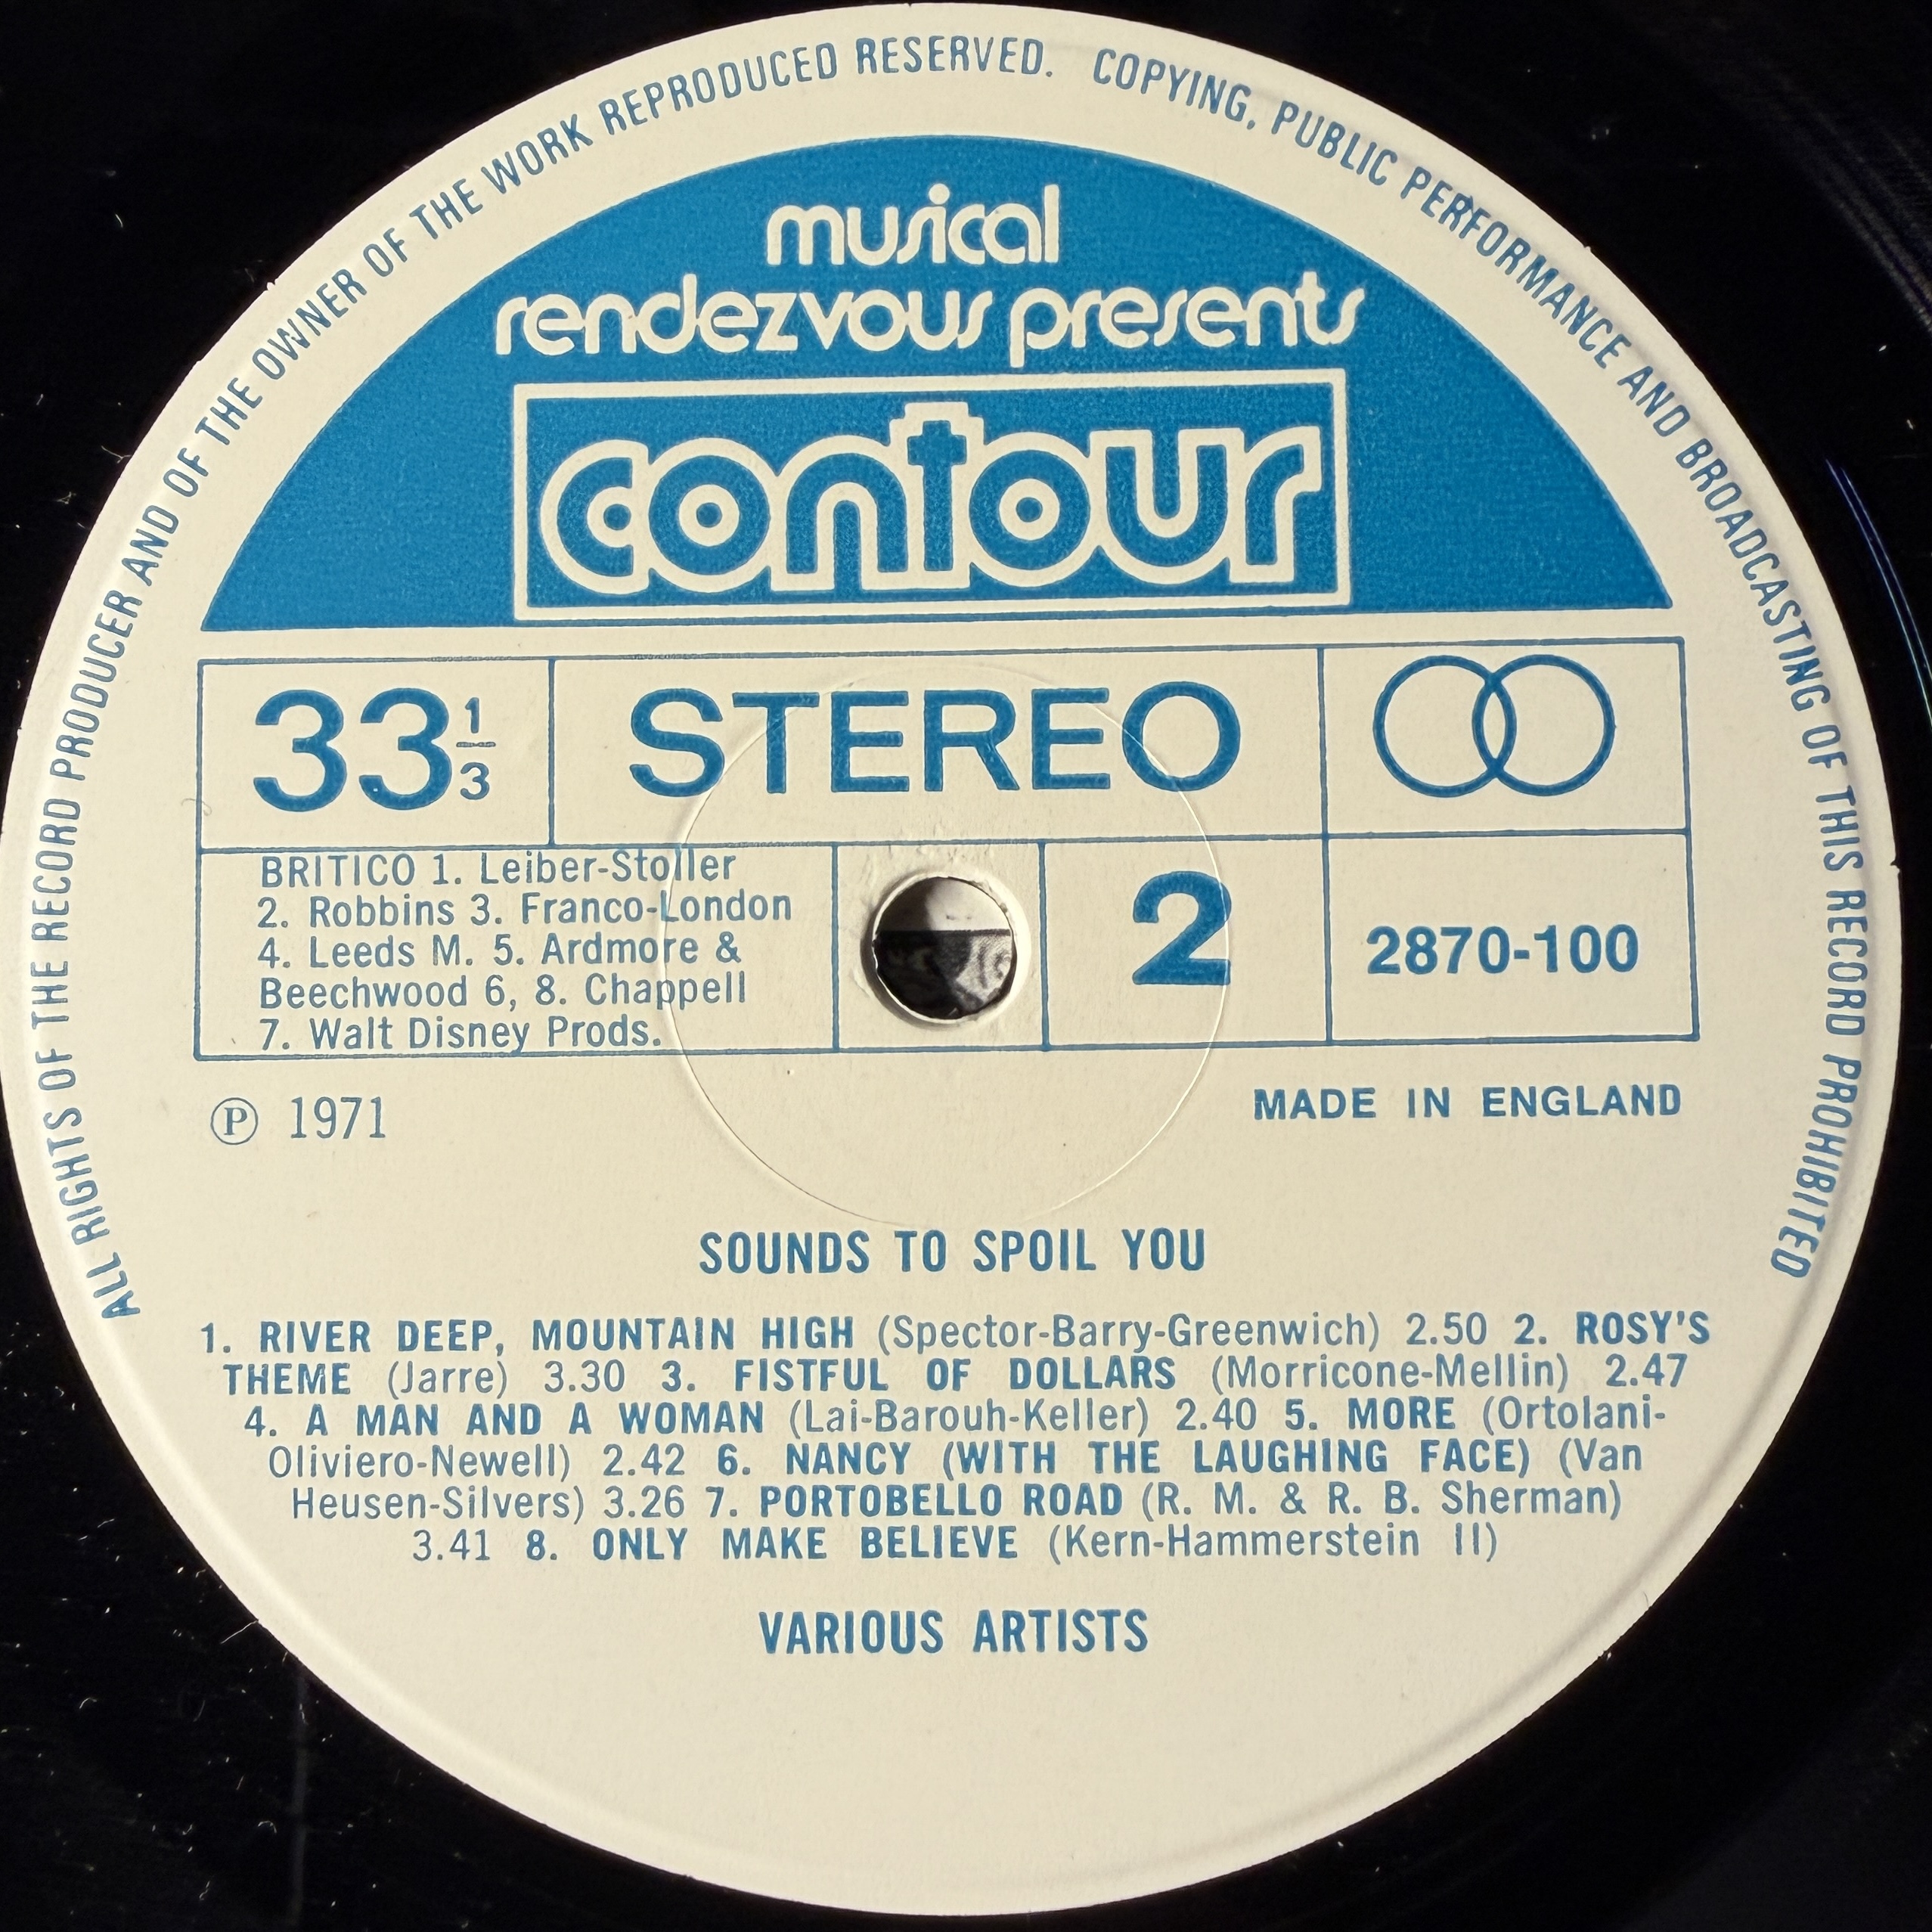 ALL RIGHTS OF THE RECORD PRODUCER AND OF THE OWNER OF THE WORK REPRODUCED RESERVED. COPYING, PUBLIC PERFORMANCE AND BROADCASTING OF THIS RECORD PROHIBITED
musical
rendezvous presents
contour
33 1/3 STEREO
BRITICO 1. Leiber-Stoller
2. Robbins 3. Franco-London
4. Leeds M. 5. Ardmore &
Beechwood 6, 8. Chappell
7. Walt Disney Prods.
2
2870-100
Ⓟ 1971
MADE IN ENGLAND
SOUNDS TO SPOIL YOU
1. RIVER DEEP, MOUNTAIN HIGH (Spector-Barry-Greenwich) 2.50 2. ROSY'S
THEME (Jarre) 3.30 3. FISTFUL OF DOLLARS (Morricone-Mellin) 2.47
4. A MAN AND A WOMAN (Lai-Barouh-Keller) 2.40 5. MORE (Ortolani-
Oliviero-Newell) 2.42 6. NANCY (WITH THE LAUGHING FACE) (Van
Heusen-Silvers) 3.26 7. PORTOBELLO ROAD (R. M. & R. B. Sherman)
3.41 8. ONLY MAKE BELIEVE (Kern-Hammerstein II)
VARIOUS ARTISTS